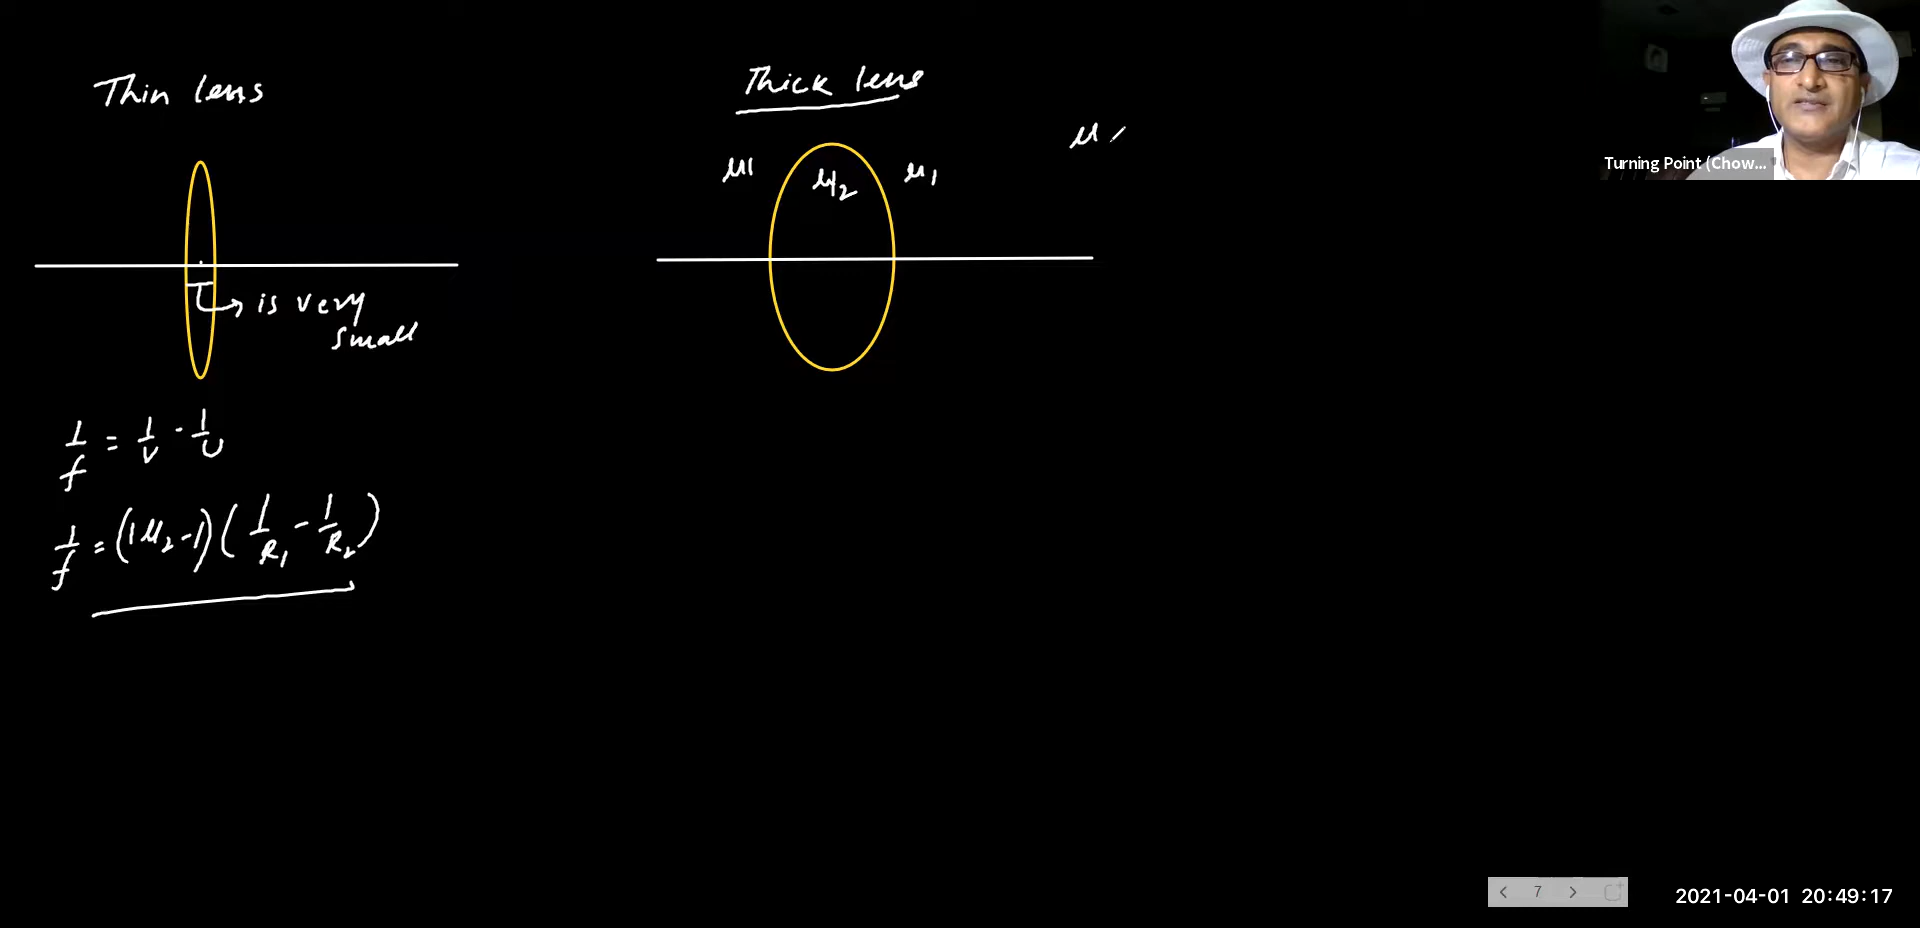 Thin lens
is very
small
1/f = 1/v - 1/u
1/f = (1μ2 - 1)(1/R1 - 1/R2)
Thick lens
μ1 μ2 μ1
μ
Turning Point (Chow...
7
2021-04-01 20:49:17